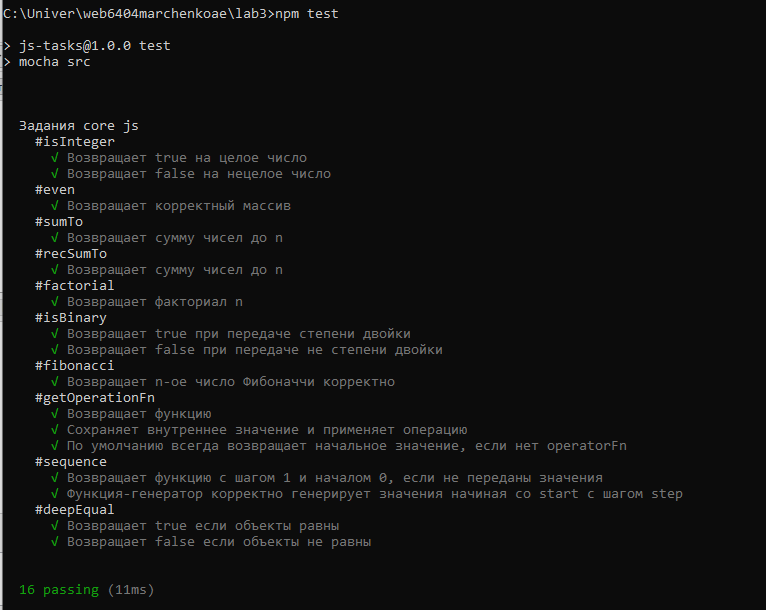 C:\Univer\web6404marchenkoae\lab3>npm test
> js-tasks@1.0.0 test
> mocha src
Задания core js
#isInteger
√ Возвращает true на целое число
√ Возвращает false на нецелое число
#even
√ Возвращает корректный массив
#sumTo
√ Возвращает сумму чисел до n
#recSumTo
√ Возвращает сумму чисел до n
#factorial
√ Возвращает факториал n
#isBinary
√ Возвращает true при передаче степени двойки
√ Возвращает false при передаче не степени двойки
#fibonacci
√ Возвращает n-ое число Фибоначчи корректно
#getOperationFn
√ Возвращает функцию
√ Сохраняет внутреннее значение и применяет операцию
√ По умолчанию всегда возвращает начальное значение, если нет operatorFn
#sequence
√ Возвращает функцию с шагом 1 и началом 0, если не переданы значения
√ Функция-генератор корректно генерирует значения начиная со start с шагом step
#deepEqual
√ Возвращает true если объекты равны
√ Возвращает false если объекты не равны
16 passing (11ms)